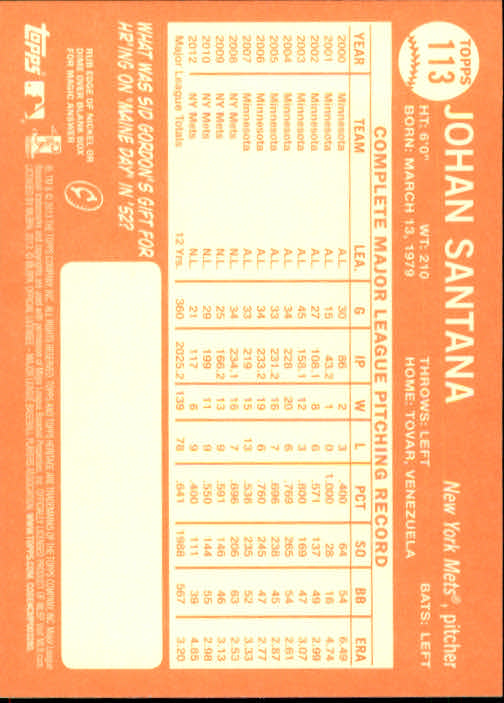 TOPPS
113
JOHAN SANTANA
New York Mets®, pitcher
HT: 6'0" WT: 210 THROWS: LEFT BATS: LEFT
BORN: MARCH 13, 1979 HOME: TOVAR, VENEZUELA
COMPLETE MAJOR LEAGUE PITCHING RECORD
YEAR TEAM LEA. G IP W L PCT SO BB ERA
2000 Minnesota A.L. 30 86 2 3 .400 64 54 6.49
2001 Minnesota A.L. 15 43.2 1 0 1.000 28 16 4.74
2002 Minnesota A.L. 27 108.1 8 6 .571 137 49 2.99
2003 Minnesota A.L. 45 158.1 12 3 .800 169 47 3.07
2004 Minnesota A.L. 34 228 20 6 .769 265 54 2.61
2005 Minnesota A.L. 33 231.2 16 7 .696 238 45 2.87
2006 Minnesota A.L. 34 233.2 19 6 .760 245 47 2.77
2007 Minnesota A.L. 33 219 15 13 .536 235 52 3.33
2008 NY Mets N.L. 34 234.1 16 7 .696 206 63 2.53
2009 NY Mets N.L. 25 166.2 13 9 .591 146 46 3.13
2010 NY Mets N.L. 29 199 11 9 .550 144 55 2.98
2012 NY Mets N.L. 21 117 6 9 .400 111 39 4.85
Major League Totals 12 Yrs. 360 2025.2 139 78 .641 1988 567 3.20
WHAT WAS SID GORDON'S GIFT FOR
HR'ING ON 'MAINE DAY' IN '52?
RUB EDGE OF NICKEL OR
DIME OVER BLANK BOX
FOR MAGIC ANSWER
TOPPS